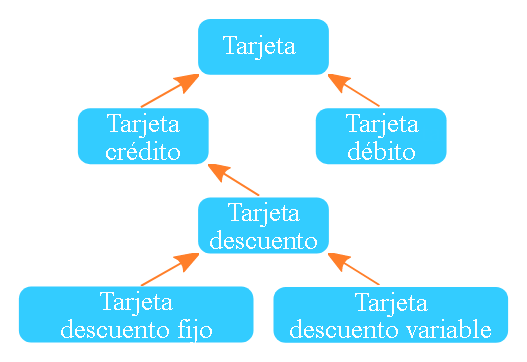 Tarjeta
Tarjeta
crédito
Tarjeta
débito
Tarjeta
descuento
Tarjeta
descuento fijo
Tarjeta
descuento variable